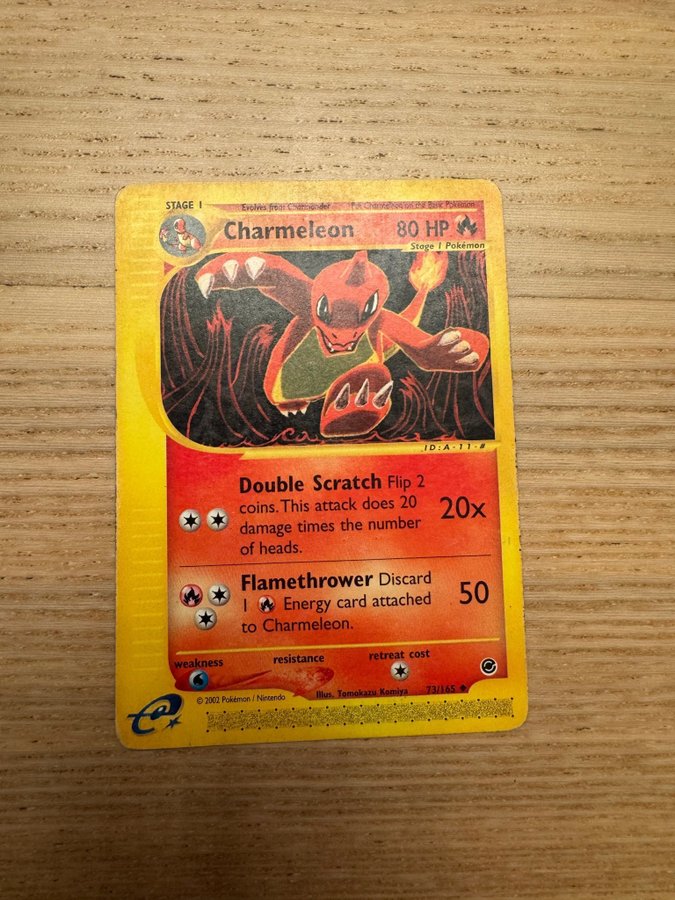 STAGE 1
Evolves from Charmander
Put Charmeleon on the Basic Pokémon
Charmeleon 80 HP
Stage 1 Pokémon
ID:A-11-#
Double Scratch Flip 2
coins. This attack does 20
damage times the number
of heads.
20x
Flamethrower Discard
1 Energy card attached
to Charmeleon.
50
weakness resistance retreat cost
Illus. Tomokazu Komiya
73/165
© 2002 Pokémon / Nintendo
e